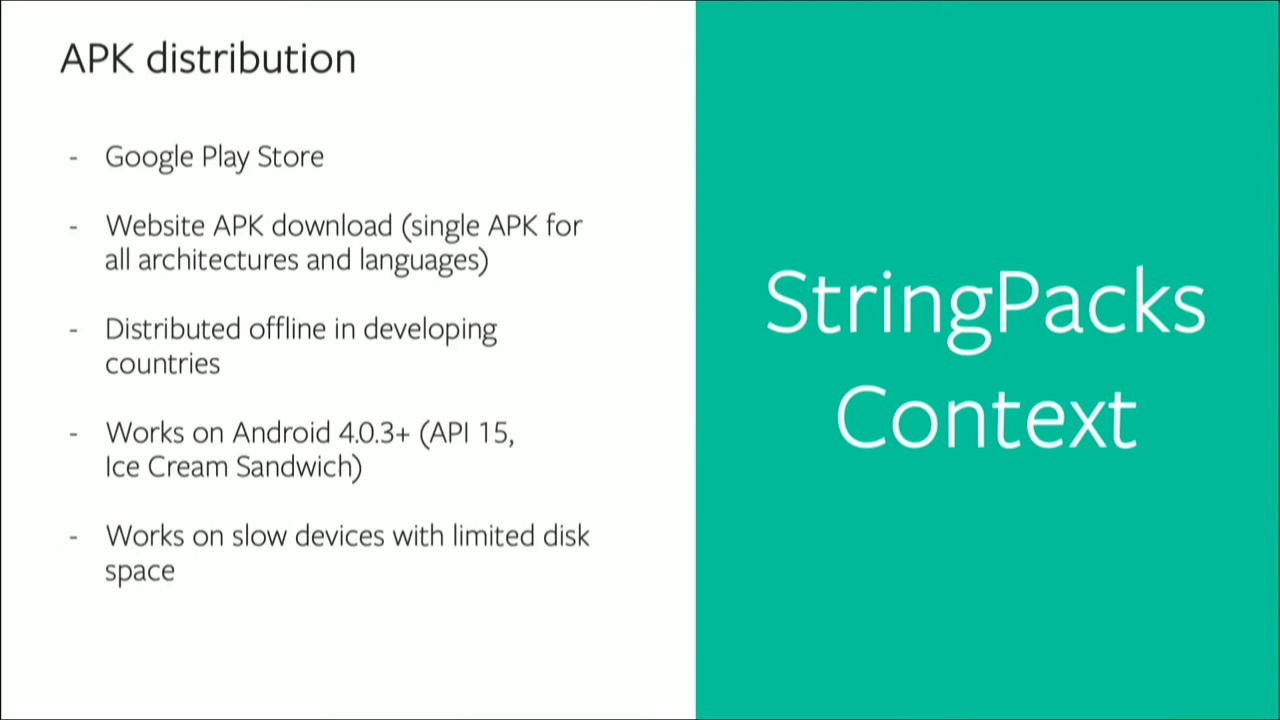 APK distribution
- Google Play Store
- Website APK download (single APK for
all architectures and languages)
- Distributed offline in developing
countries
- Works on Android 4.0.3+ (API 15,
Ice Cream Sandwich)
- Works on slow devices with limited disk
space
StringPacks
Context